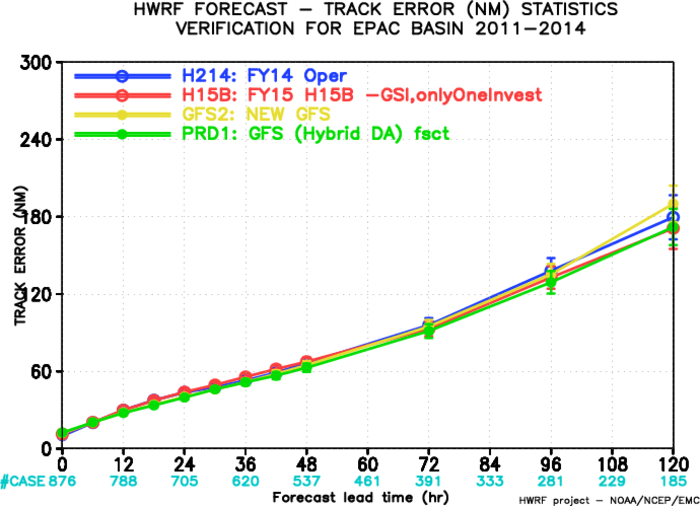 HWRF FORECAST – TRACK ERROR (NM) STATISTICS
VERIFICATION FOR EPAC BASIN 2011–2014
H214: FY14 Oper
H15B: FY15 H15B –GSI,onlyOneInvest
GFS2: NEW GFS
PRD1: GFS (Hybrid DA) fsct
TRACK ERROR (NM)
300
240
180
120
60
0
0 12 24 36 48 60 72 84 96 108 120
#CASE 876 788 705 620 537 461 391 333 281 229 185
Forecast lead time (hr)
HWRF project – NOAA/NCEP/EMC